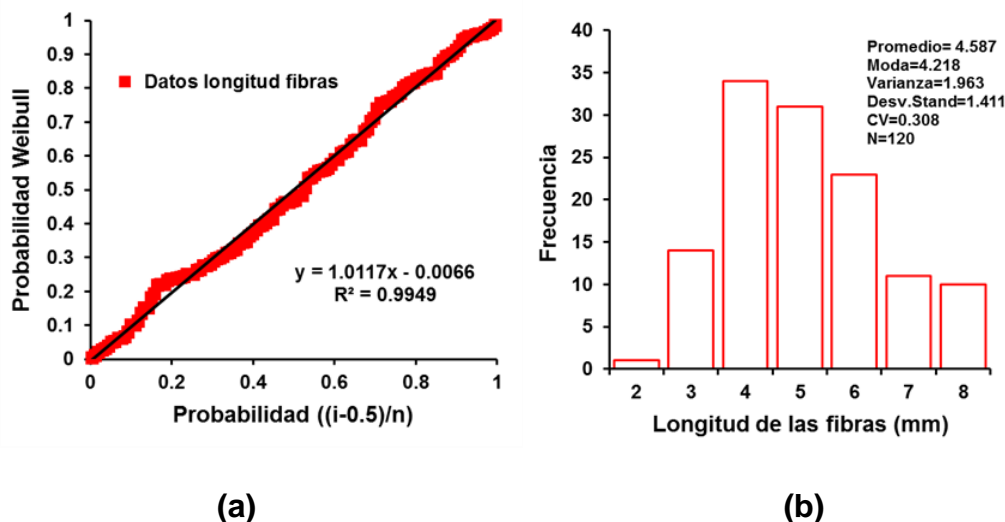 1
0.9
0.8
0.7
0.6
0.5
0.4
0.3
0.2
0.1
0
Probabilidad Weibull
Datos longitud fibras
y = 1.0117x - 0.0066
R² = 0.9949
0 0.2 0.4 0.6 0.8 1
Probabilidad ((i-0.5)/n)
(a)
40
35
30
25
20
15
10
5
0
Frecuencia
Promedio= 4.587
Moda=4.218
Varianza=1.963
Desv.Stand=1.411
CV=0.308
N=120
2 3 4 5 6 7 8
Longitud de las fibras (mm)
(b)